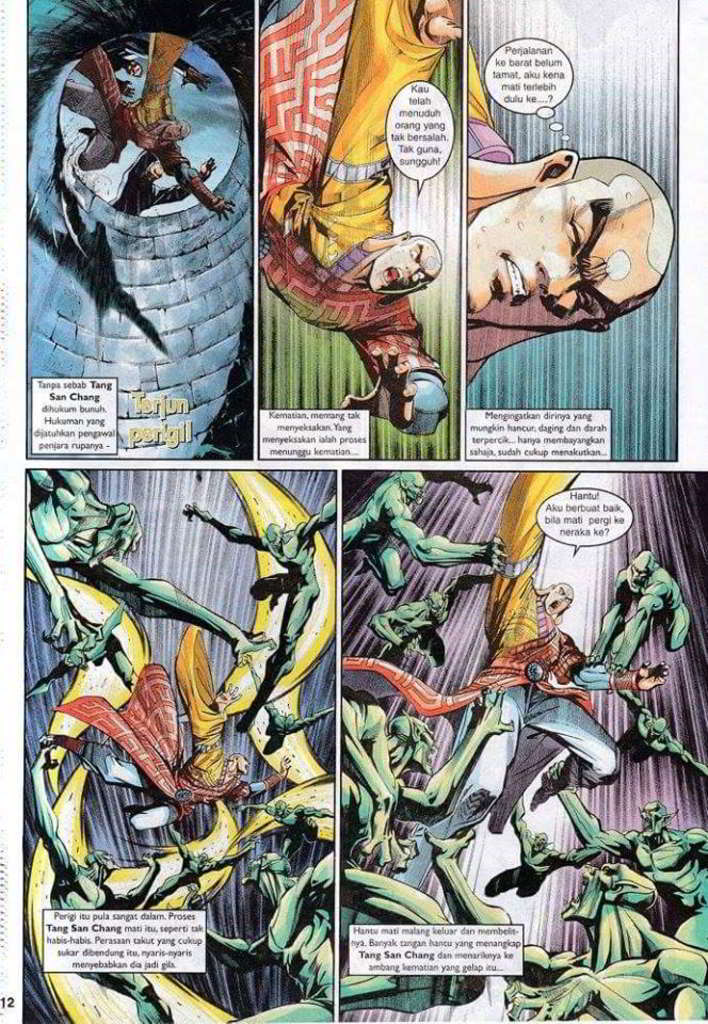 Tanpa sebab Tang
San Chang
dihukum bunuh.
Hukuman yang
dijatuhkan pengawal
penjara rupanya -
Terjun
perigi!
Kau
telah
menuduh
orang yang
tak bersalah.
Tak guna,
sungguh!
Kematian, memang tak
menyeksakan. Yang
menyeksakan ialah proses
menunggu kematian....
Perjalanan
ke barat belum
tamat, aku kena
mati terlebih
dulu ke....?
Mengingatkan dirinya yang
mungkin hancur, daging dan darah
terpercik... hanya membayangkan
sahaja, sudah cukup menakutkan...
Perigi itu pula sangat dalam. Proses
Tang San Chang mati itu, seperti tak
habis-habis. Perasaan takut yang cukup
sukar dibendung itu, nyaris-nyaris
menyebabkan dia jadi gila.
Hantu!
Aku berbuat baik,
bila mati pergi ke
neraka ke?
Hantu mati malang keluar dan membelit-
nya. Banyak tangan hantu yang menangkap
Tang San Chang dan menariknya ke
ambang kematian yang gelap itu...
12